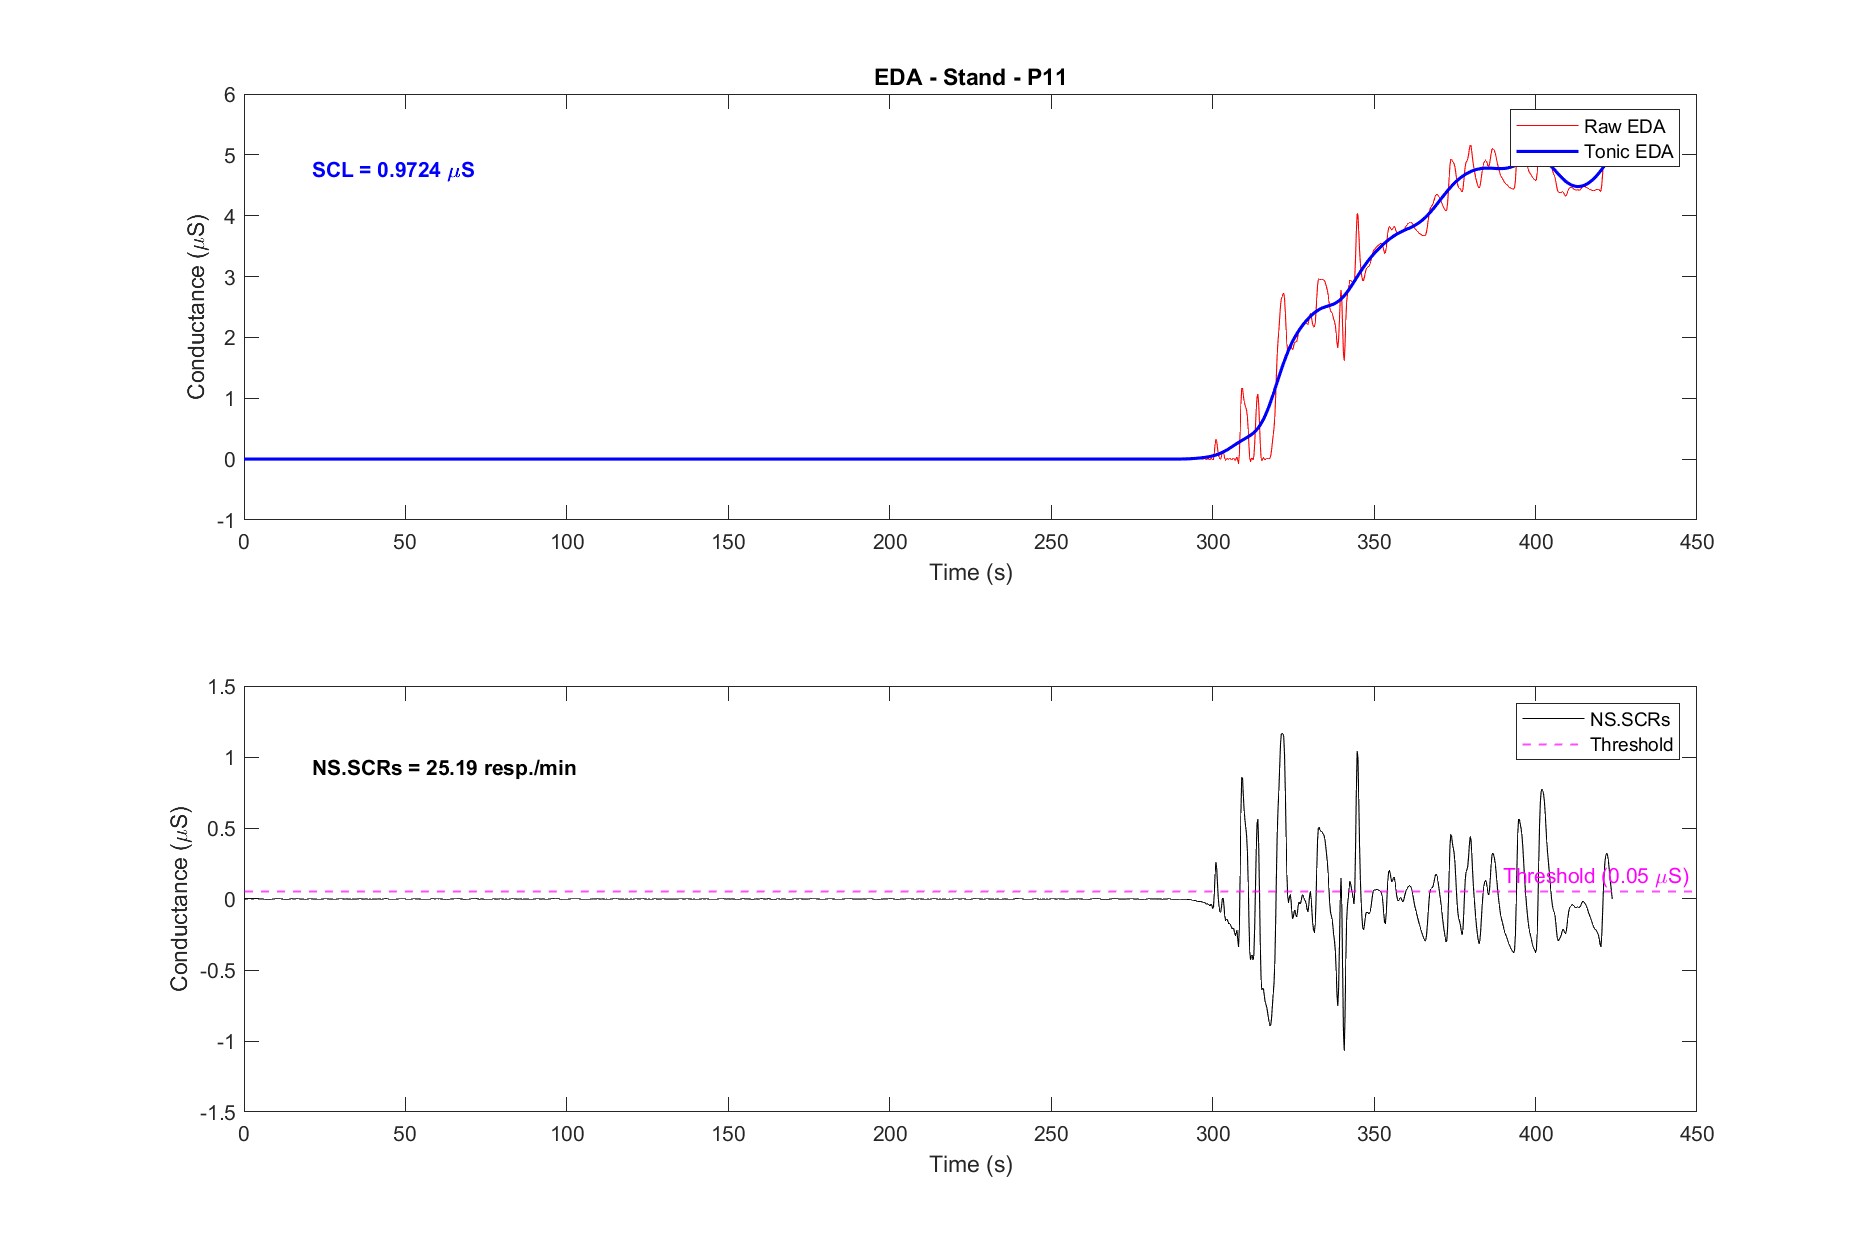 EDA - Stand - P11
6
5
4
3
2
1
0
-1
Conductance (μS)
SCL = 0.9724 μS
Raw EDA
Tonic EDA
0 50 100 150 200 250 300 350 400 450
Time (s)
1.5
1
0.5
0
-0.5
-1
-1.5
Conductance (μS)
NS.SCRs = 25.19 resp./min
NS.SCRs
Threshold
Threshold (0.05 μS)
0 50 100 150 200 250 300 350 400 450
Time (s)